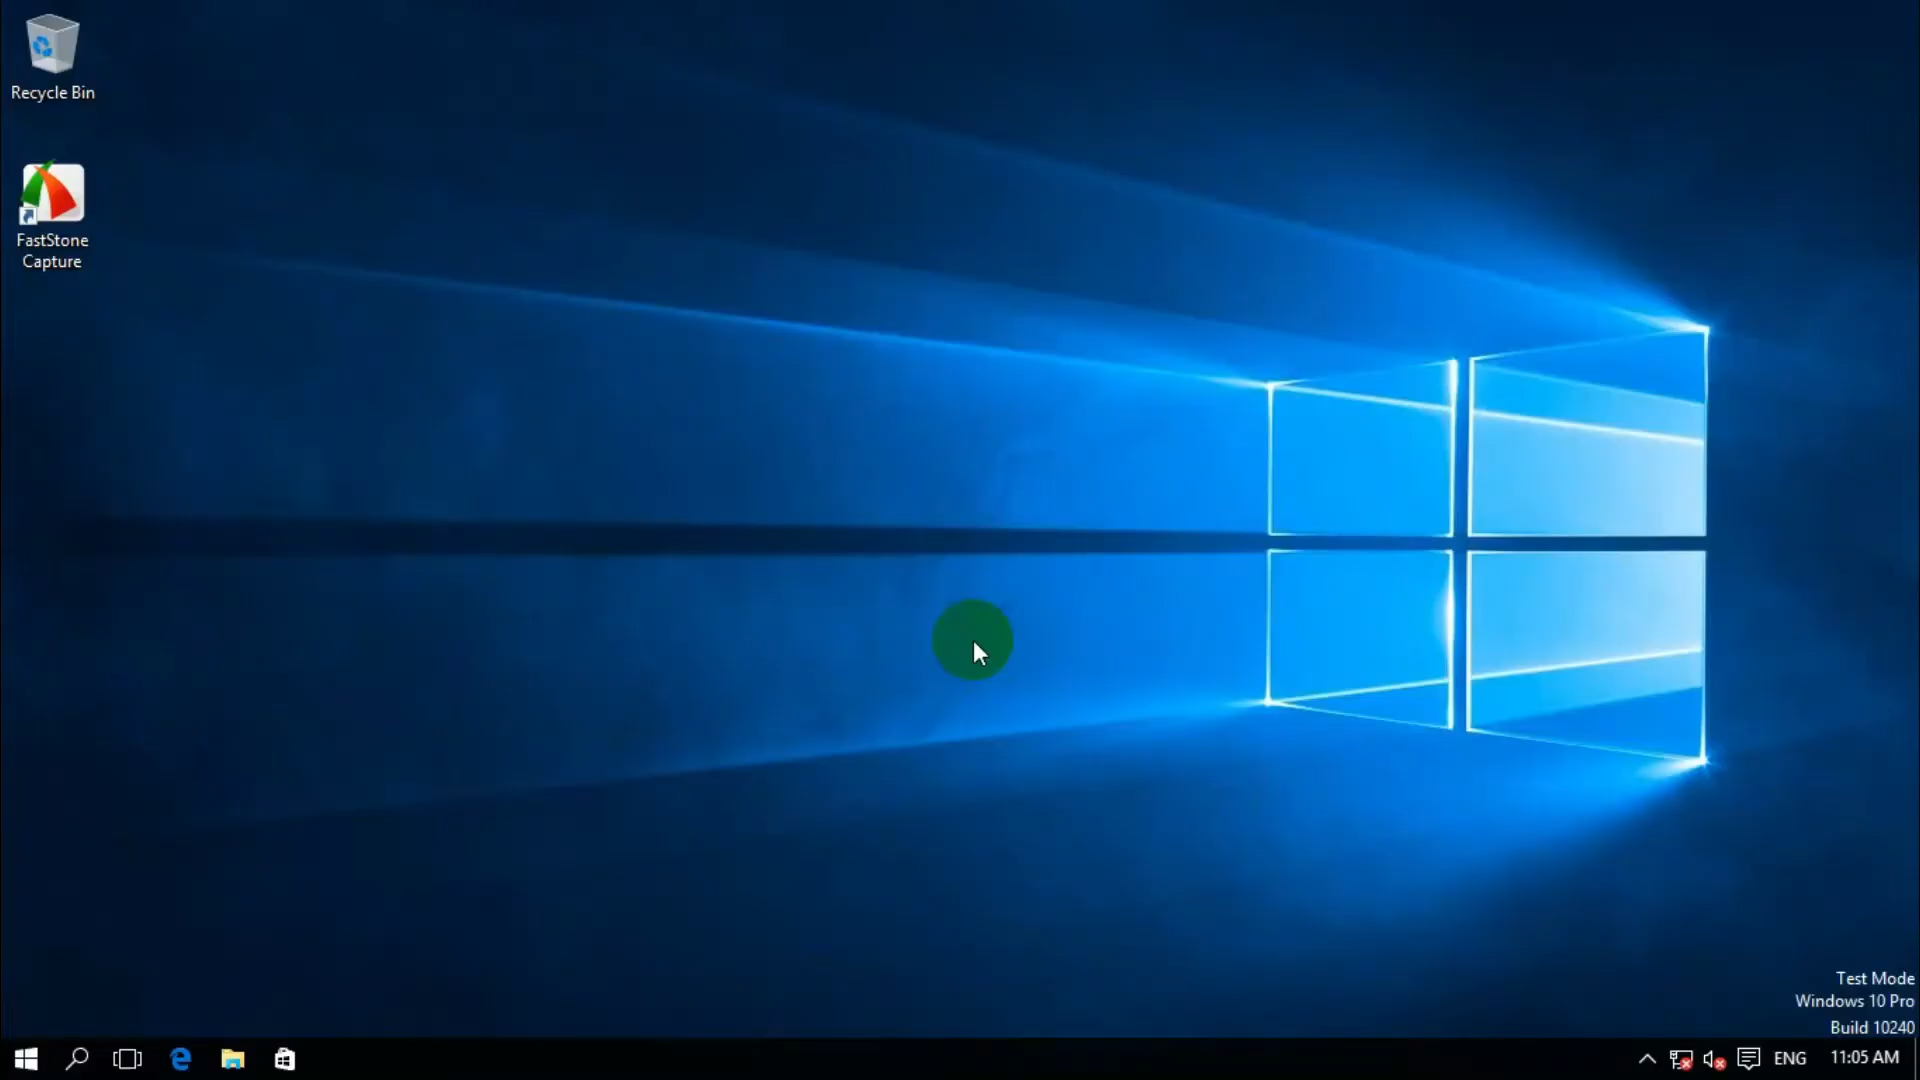 Recycle Bin
FastStone
Capture
Test Mode
Windows 10 Pro
Build 10240
ENG
11:05 AM